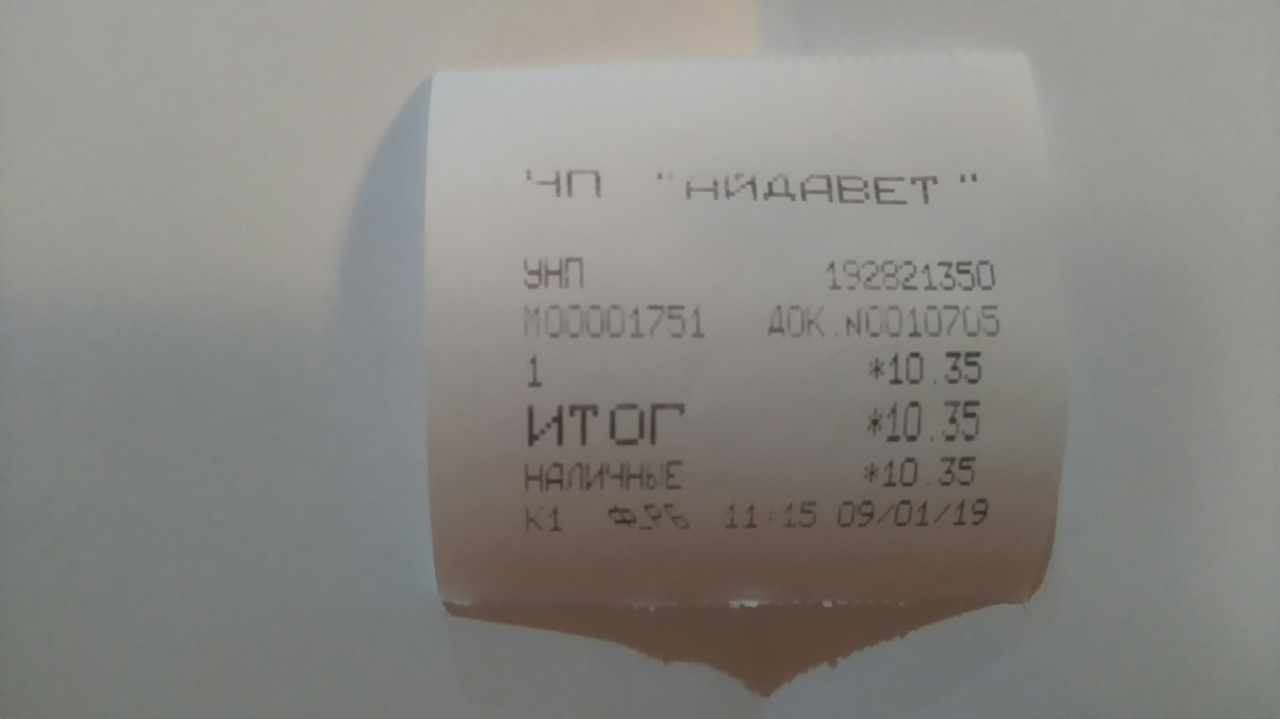 ЧП "АЙДАВЕТ"
УНП 192821350
М00001751 ДОК.N0010705
1 *10.35
ИТОГ *10.35
НАЛИЧНЫЕ *10.35
К1 11:15 09/01/19